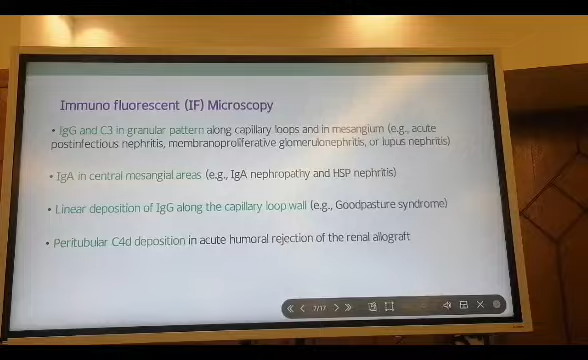 Immuno fluorescent (IF) Microscopy
• IgG and C3 in granular pattern along capillary loops and in mesangium (e.g., acute
postinfectious nephritis, membranoproliferative glomerulonephritis, or lupus nephritis)
• IgA in central mesangial areas (e.g., IgA nephropathy and HSP nephritis)
• Linear deposition of IgG along the capillary loop wall (e.g., Goodpasture syndrome)
• Peritubular C4d deposition in acute humoral rejection of the renal allograft
7/17